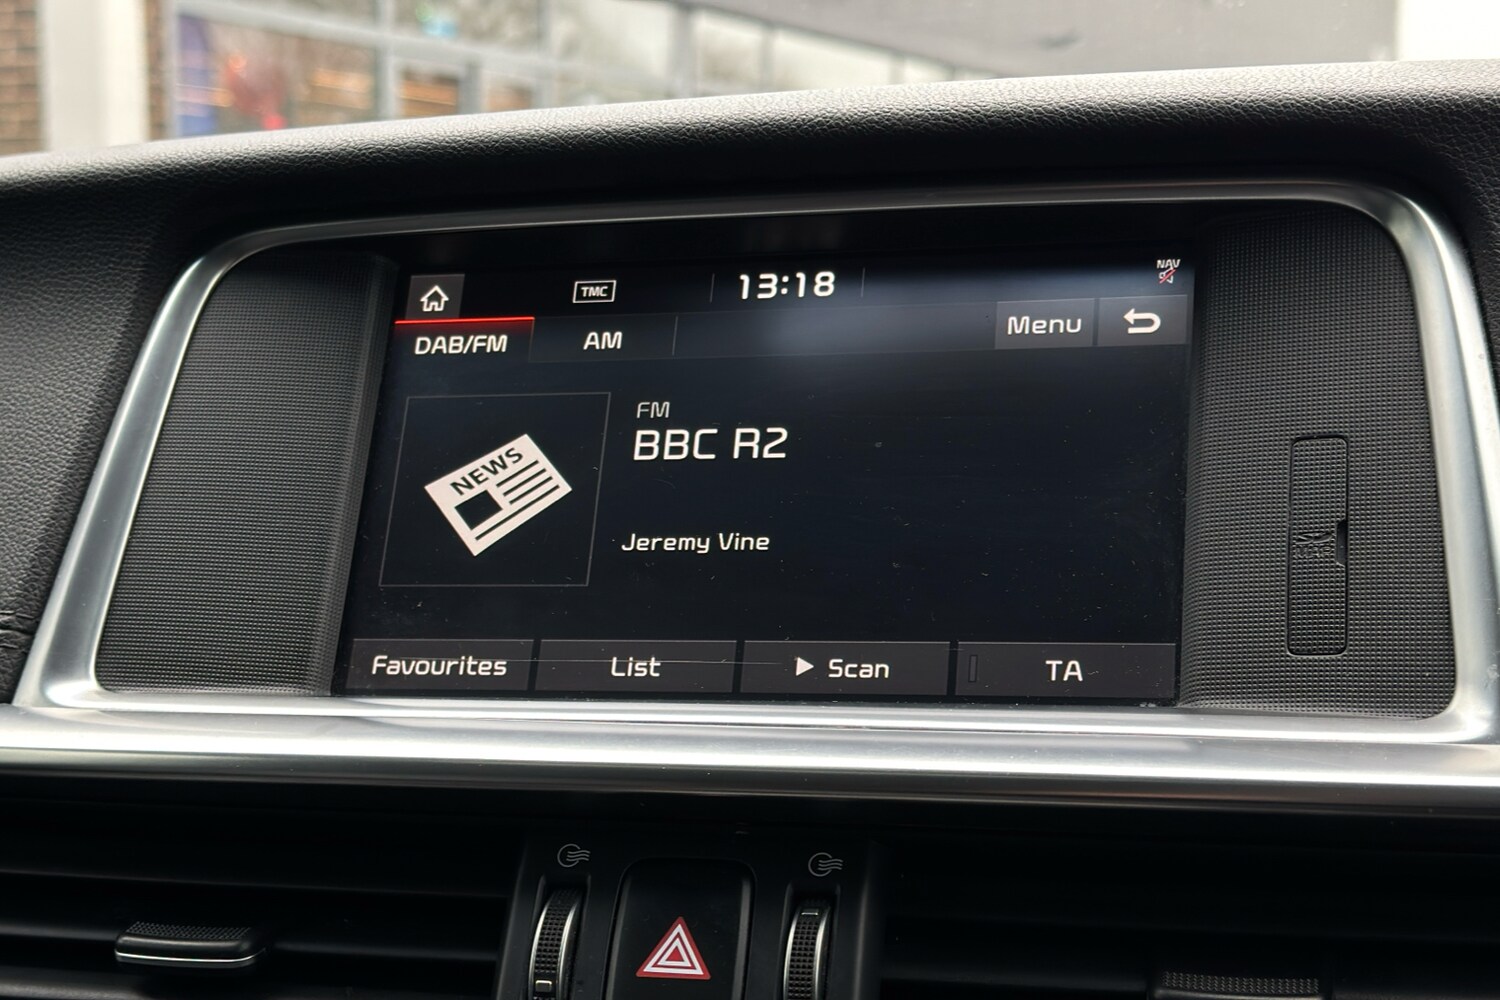 TMC
13:18
NAV
DAB/FM
AM
Menu
FM
BBC R2
NEWS
Jeremy Vine
Favourites
List
Scan
TA